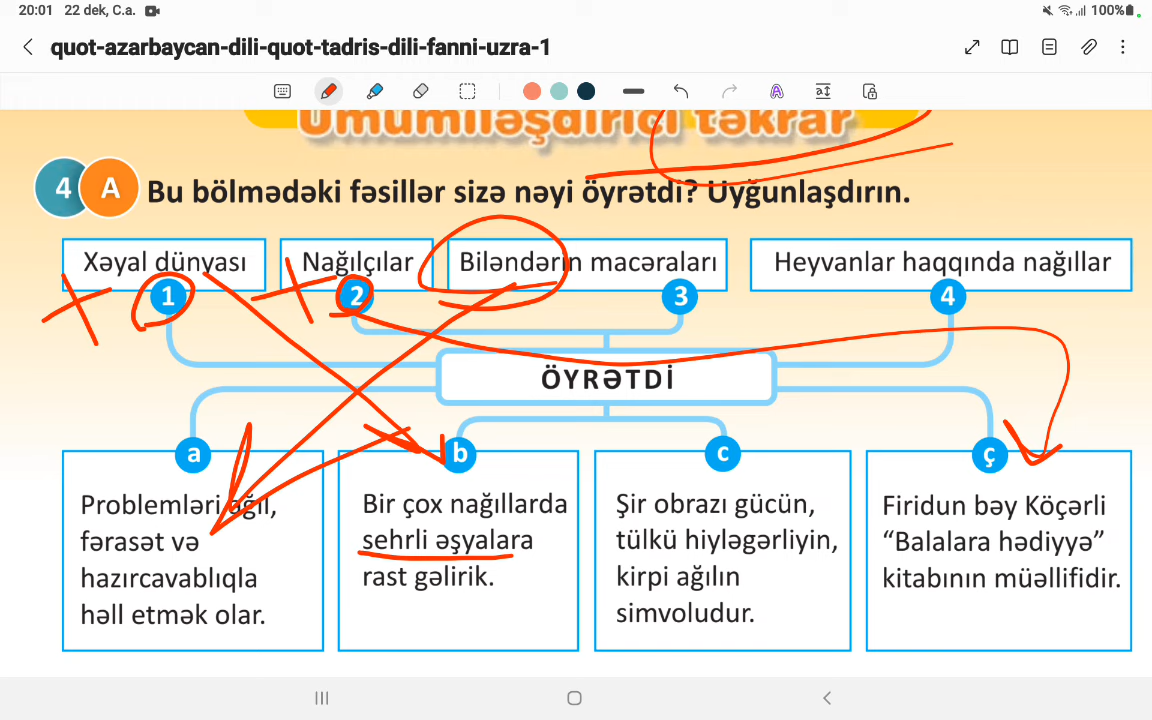 20:01 22 dek, C.a. 100%
quot-azarbaycan-dili-quot-tadris-dili-fanni-uzra-1
Ümumiləşdirici təkrar
4 A Bu bölmədəki fəsillər sizə nəyi öyrətdi? Uyğunlaşdırın.
Xəyal dünyası
Nağılçılar
Biləndərin macəraları
Heyvanlar haqqında nağıllar
1
2
3
4
ÖYRƏTDİ
a
b
c
ç
Problemləri ağıl,
fərasət və
hazırcavablıqla
həll etmək olar.
Bir çox nağıllarda
sehrli əşyalara
rast gəlirik.
Şir obrazı gücün,
tülkü hiyləgərliyin,
kirpi ağılın
simvoludur.
Firidun bəy Köçərli
“Balalara hədiyyə”
kitabının müəllifidir.